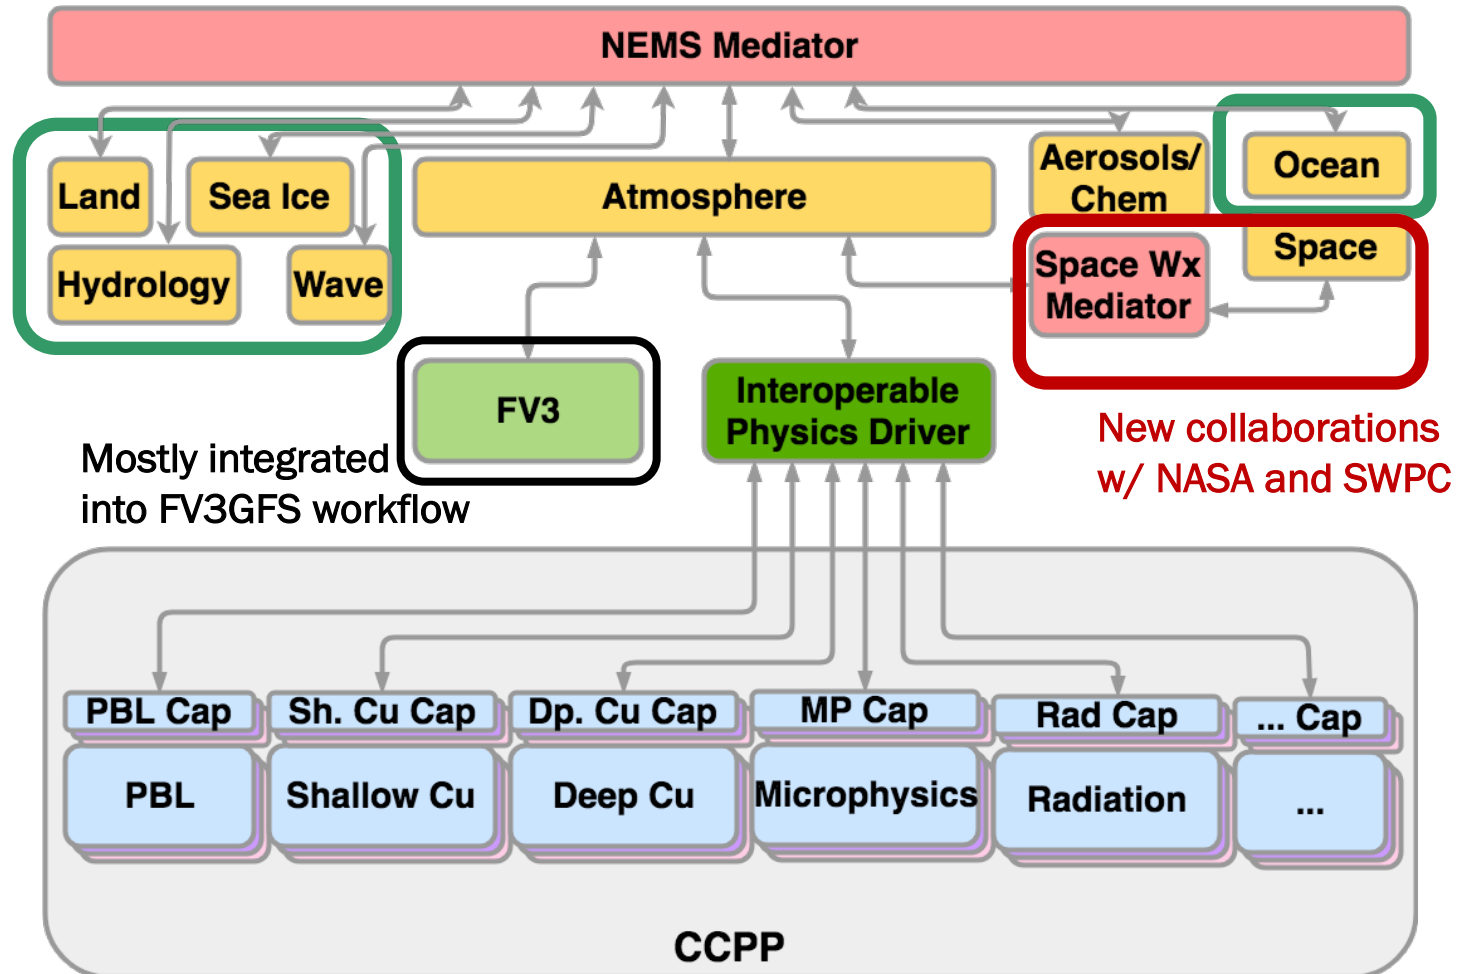 NEMS Mediator
Land
Sea Ice
Hydrology
Wave
Atmosphere
Aerosols/
Chem
Ocean
Space
Space Wx
Mediator
FV3
Interoperable
Physics Driver
Mostly integrated
into FV3GFS workflow
New collaborations
w/ NASA and SWPC
PBL Cap
Sh. Cu Cap
Dp. Cu Cap
MP Cap
Rad Cap
... Cap
PBL
Shallow Cu
Deep Cu
Microphysics
Radiation
...
CCPP